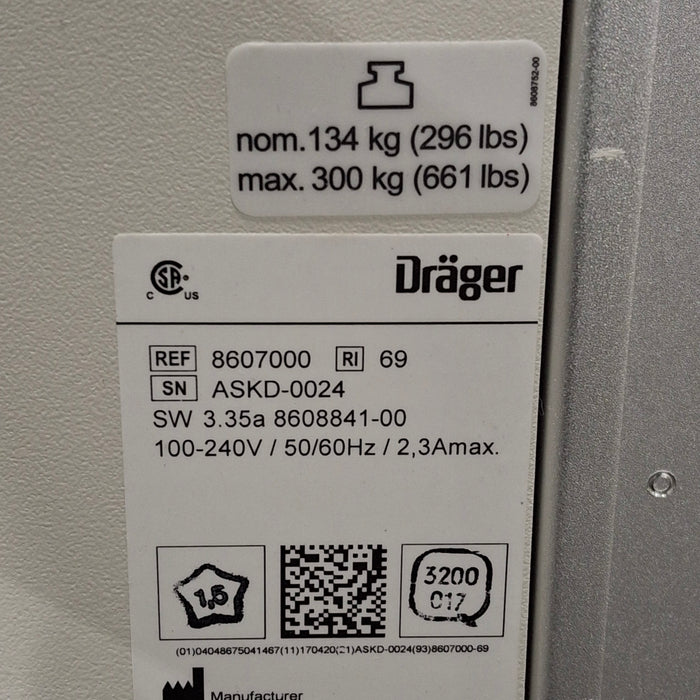 8608752-00
nom.134 kg (296 lbs)
max. 300 kg (661 lbs)
C SA US
Dräger
REF 8607000 RI 69
SN ASKD-0024
SW 3.35a 8608841-00
100-240V / 50/60Hz / 2,3Amax.
1,5
3200
017
(01)04048675041467(11)170420(21)ASKD-0024(93)8607000-69
Manufacturer